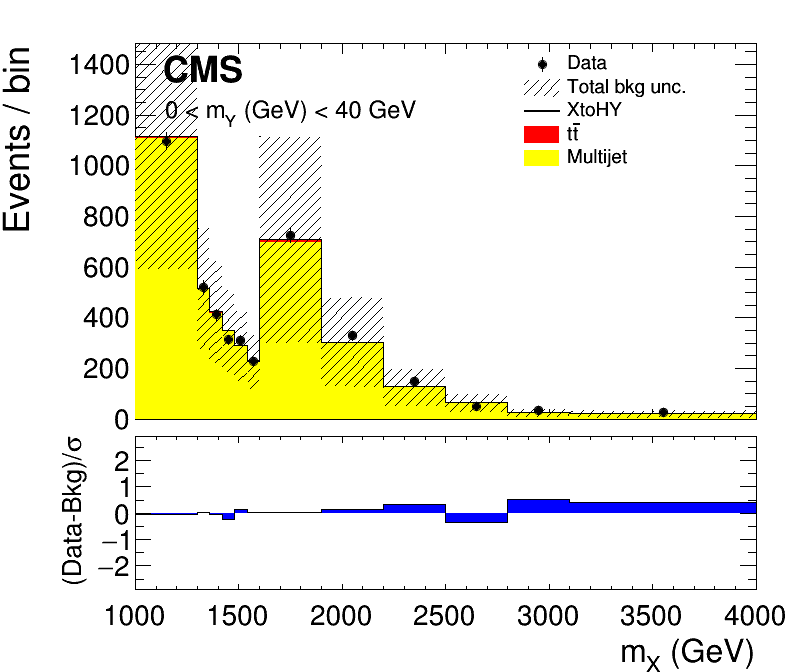 Events / bin
1400
1200
1000
800
600
400
200
0
CMS
0 < m_Y (GeV) < 40 GeV
Data
Total bkg unc.
XtoHY
tt̄
Multijet
(Data-Bkg)/σ
2
1
0
−1
−2
1000 1500 2000 2500 3000 3500 4000
m_X (GeV)